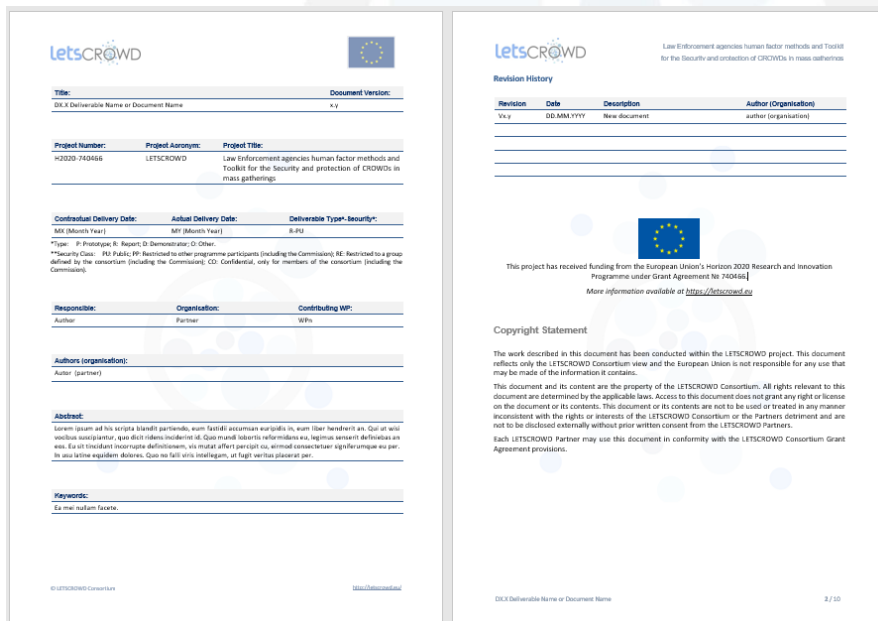 LETSCROWD
Title: Document Version:
DX.X Deliverable Name or Document Name x.y
Project Number: Project Acronym: Project Title:
H2020-740466 LETSCROWD Law Enforcement agencies human factor methods and
Toolkit for the Security and protection of CROWDs in
mass gatherings
Contractual Delivery Date: Actual Delivery Date: Deliverable Type*-Security*:
MX (Month Year) MY (Month Year) R-PU
*Type: P: Prototype; R: Report; D: Demonstrator; O: Other.
**Security Class: PU: Public; PP: Restricted to other programme participants (including the Commission); RE: Restricted to a group
defined by the consortium (including the Commission); CO: Confidential, only for members of the consortium (including the
Commission).
Responsible: Organisation: Contributing WP:
Author Partner WPn
Authors (organisation):
Autor (partner)
Abstract:
Lorem ipsum ad his scripta blandit partiendo, eum fastidii accumsan euripidis in, eum liber hendrerit an. Qui ut wisi
vocibus suscipiantur, quo dicit ridens inciderint id. Quo mundi lobortis reformidans eu, legimus senserit definiebas an
eos. Eu sit tincidunt incorrupte definitionem, vis mutat affert percipit cu, eirmod consectetuer signiferumque eu per.
In usu latine equidem dolores. Quo no falli viris intellegam, ut fugit veritus placerat per.
Keywords:
Ea mei nullam facete.
© LETSCROWD Consortium http://letscrowd.eu/
letsCROWD
Law Enforcement agencies human factor methods and Toolkit
for the Security and protection of CROWDs in mass gatherings
Revision History
Revision Date Description Author (Organisation)
Vx.y DD.MM.YYYY New document author (organisation)
This project has received funding from the European Union's Horizon 2020 Research and Innovation
Programme under Grant Agreement № 740466.
More information available at https://letscrowd.eu
Copyright Statement
The work described in this document has been conducted within the LETSCROWD project. This document
reflects only the LETSCROWD Consortium view and the European Union is not responsible for any use that
may be made of the information it contains.
This document and its content are the property of the LETSCROWD Consortium. All rights relevant to this
document are determined by the applicable laws. Access to this document does not grant any right or license
on the document or its contents. This document or its contents are not to be used or treated in any manner
inconsistent with the rights or interests of the LETSCROWD Consortium or the Partners detriment and are
not to be disclosed externally without prior written consent from the LETSCROWD Partners.
Each LETSCROWD Partner may use this document in conformity with the LETSCROWD Consortium Grant
Agreement provisions.
DX.X Deliverable Name or Document Name 2 / 10